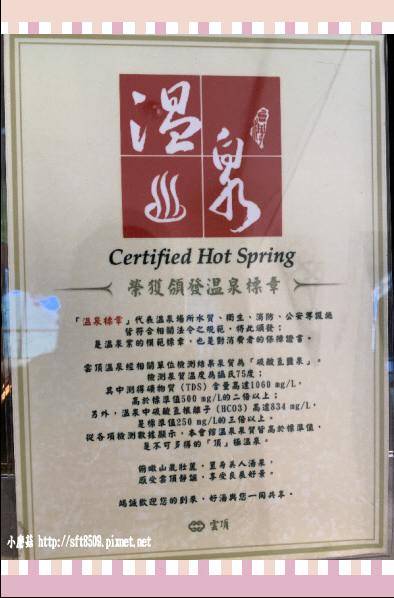 溫泉
台灣
Certified Hot Spring
榮獲頒發溫泉標章
「溫泉標章」代表溫泉場所水質、衛生、消防、公安等設施
皆符合相關法令之規範，特此頒發；
是溫泉業的模範標章，也是對消費者的保障證書。
雲頂溫泉經相關單位檢測結果泉質為「碳酸氫鹽泉」。
檢測泉質溫度為攝氏75度；
其中測得礦物質 (TDS) 含量高達1060 mg/L，
高於標準值500 mg/L的二倍以上；
另外，溫泉中碳酸氫根離子 (HCO3) 高達834 mg/L，
是標準值250 mg/L的三倍以上。
從各項檢測數據顯示，本會館溫泉泉質皆高於標準值，
是不可多得的「頂」極溫泉。
俯瞰山嵐壯麗，置身美人湯泉，
感受雲頂靜謐，享受良辰好景。
竭誠歡迎您的到來，好湯與您一同共享。
雲頂
小蘑菇 http://sft8509.pixnet.net